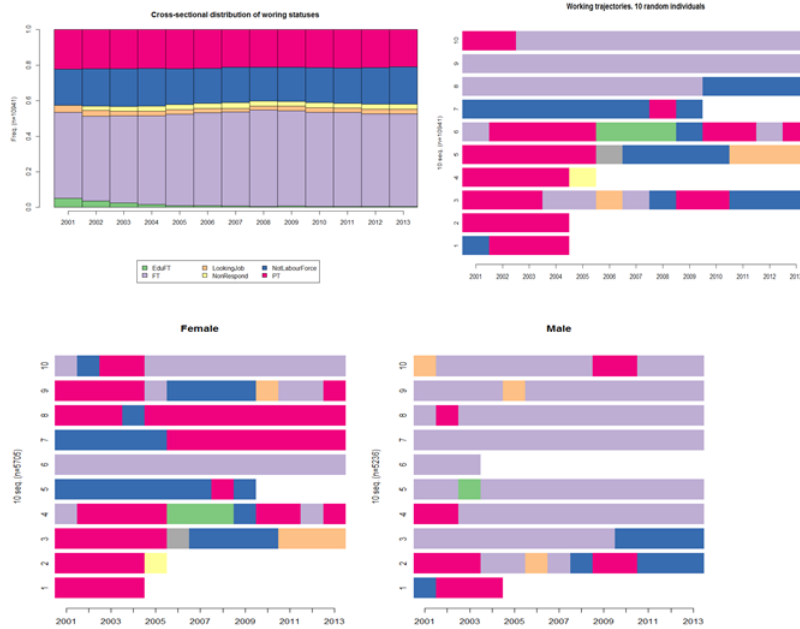 Cross-sectional distribution of woring statuses
Freq. (n=10941)
0.0 0.2 0.4 0.6 0.8 1.0
2001 2002 2003 2004 2005 2006 2007 2008 2009 2010 2011 2012 2013
EduFT LookingJob NotLabourForce
FT NonRespond PT
Working trajectories. 10 random individuals
10 seq. (n=10941)
10
9
8
7
6
5
4
3
2
1
2001 2002 2003 2004 2005 2006 2007 2008 2009 2010 2011 2012 2013
Female
10 seq. (n=5705)
10
9
8
7
6
5
4
3
2
1
2001 2003 2005 2007 2009 2011 2013
Male
10 seq. (n=5236)
10
9
8
7
6
5
4
3
2
1
2001 2003 2005 2007 2009 2011 2013